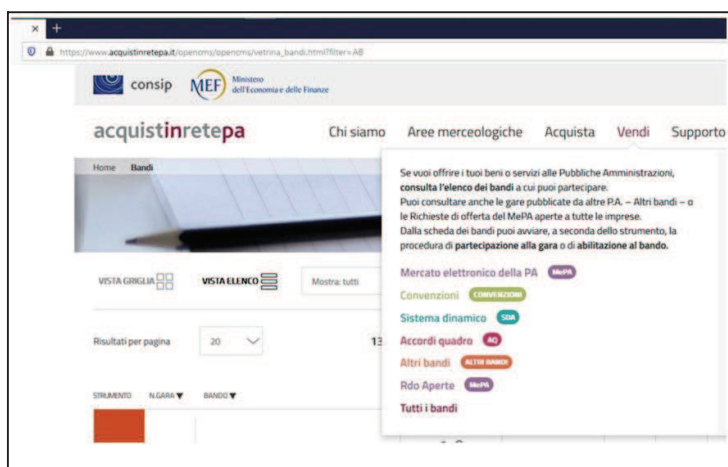 https://www.acquistinretepa.it/opencms/opencms/vetrina_bandi.html?filter=AB
consip MEF Ministero
dell'Economia e delle Finanze
acquistinretepa Chi siamo Aree merceologiche Acquista Vendi Supporto
Home Bandi
Se vuoi offrire i tuoi beni o servizi alle Pubbliche Amministrazioni,
consulta l'elenco dei bandi a cui puoi partecipare.
Puoi consultare anche le gare pubblicate da altre P.A. – Altri bandi – o
le Richieste di offerta del MePA aperte a tutte le imprese.
Dalla scheda dei bandi puoi avviare, a seconda dello strumento, la
procedura di partecipazione alla gara o di abilitazione al bando.
VISTA GRIGLIA VISTA ELENCO Mostra: tutti
Mercato elettronico della PA MePA
Convenzioni CONVENZIONI
Sistema dinamico SDA
Accordi quadro AQ
Altri bandi ALTRI BANDI
Rdo Aperte MePA
Tutti i bandi
Risultati per pagina 20 13
STRUMENTO N.GARA BANDO